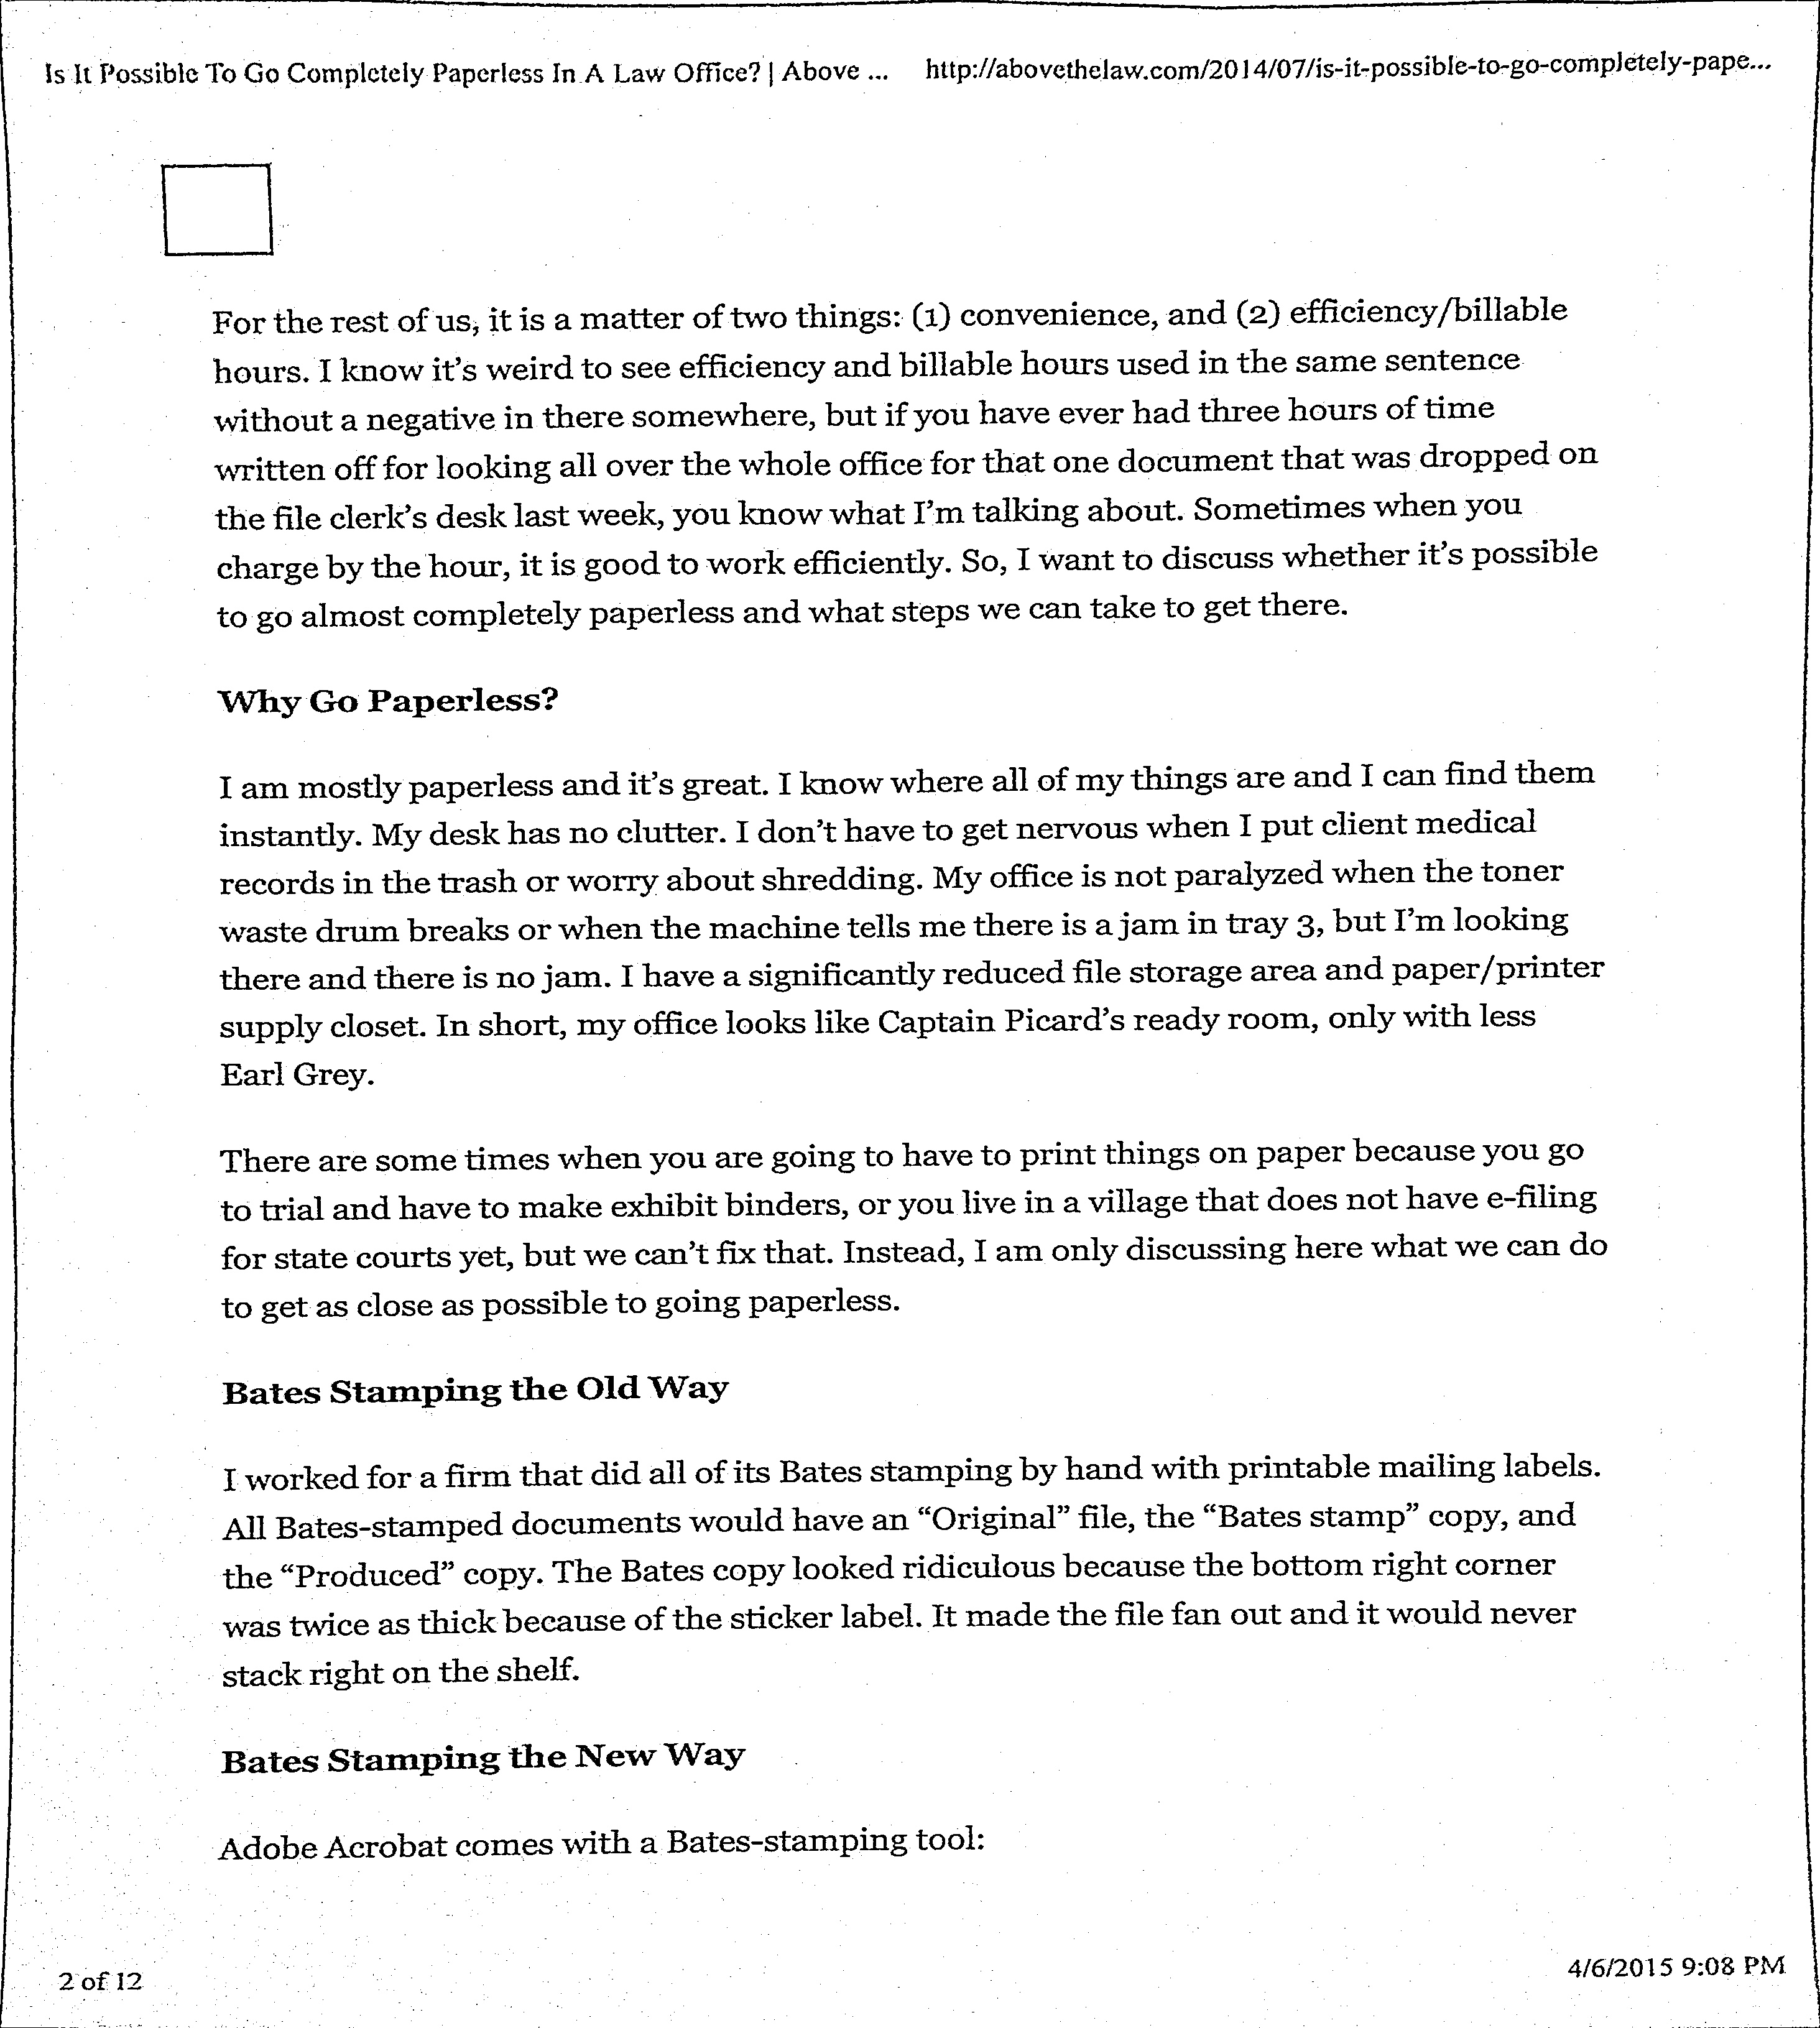 Is It Possible To Go Completely Paperless In A Law Office? | Above ... http://abovethelaw.com/2014/07/is-it-possible-to-go-completely-pape...
For the rest of us, it is a matter of two things: (1) convenience, and (2) efficiency/billable
hours. I know it's weird to see efficiency and billable hours used in the same sentence
without a negative in there somewhere, but if you have ever had three hours of time
written off for looking all over the whole office for that one document that was dropped on
the file clerk's desk last week, you know what I'm talking about. Sometimes when you
charge by the hour, it is good to work efficiently. So, I want to discuss whether it's possible
to go almost completely paperless and what steps we can take to get there.
Why Go Paperless?
I am mostly paperless and it's great. I know where all of my things are and I can find them
instantly. My desk has no clutter. I don't have to get nervous when I put client medical
records in the trash or worry about shredding. My office is not paralyzed when the toner
waste drum breaks or when the machine tells me there is a jam in tray 3, but I'm looking
there and there is no jam. I have a significantly reduced file storage area and paper/printer
supply closet. In short, my office looks like Captain Picard's ready room, only with less
Earl Grey.
There are some times when you are going to have to print things on paper because you go
to trial and have to make exhibit binders, or you live in a village that does not have e-filing
for state courts yet, but we can't fix that. Instead, I am only discussing here what we can do
to get as close as possible to going paperless.
Bates Stamping the Old Way
I worked for a firm that did all of its Bates stamping by hand with printable mailing labels.
All Bates-stamped documents would have an “Original” file, the “Bates stamp” copy, and
the “Produced” copy. The Bates copy looked ridiculous because the bottom right corner
was twice as thick because of the sticker label. It made the file fan out and it would never
stack right on the shelf.
Bates Stamping the New Way
Adobe Acrobat comes with a Bates-stamping tool:
2 of 12 4/6/2015 9:08 PM